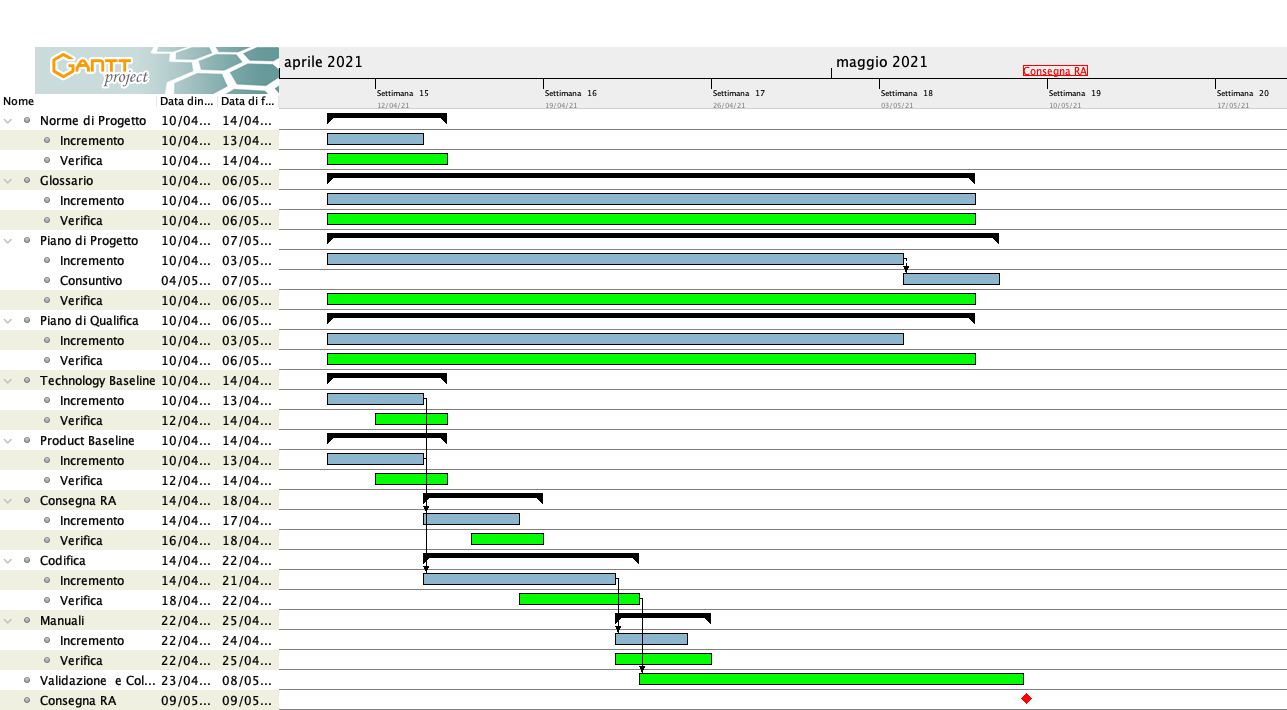 GANTT
project
aprile 2021
maggio 2021
Consegna RA
Settimana 15
Settimana 16
Settimana 17
Settimana 18
Settimana 19
Settimana 20
Nome Data din... Data di f...
12/04/21
19/04/21
26/04/21
03/05/21
10/05/21
17/05/21
Norme di Progetto 10/04... 14/04...
Incremento 10/04... 13/04...
Verifica 10/04... 14/04...
Glossario 10/04... 06/05...
Incremento 10/04... 06/05...
Verifica 10/04... 06/05...
Piano di Progetto 10/04... 07/05...
Incremento 10/04... 03/05...
Consuntivo 04/05... 07/05...
Verifica 10/04... 06/05...
Piano di Qualifica 10/04... 06/05...
Incremento 10/04... 03/05...
Verifica 10/04... 06/05...
Technology Baseline 10/04... 14/04...
Incremento 10/04... 13/04...
Verifica 12/04... 14/04...
Product Baseline 10/04... 14/04...
Incremento 10/04... 13/04...
Verifica 12/04... 14/04...
Consegna RA 14/04... 18/04...
Incremento 14/04... 17/04...
Verifica 16/04... 18/04...
Codifica 14/04... 22/04...
Incremento 14/04... 21/04...
Verifica 18/04... 22/04...
Manuali 22/04... 25/04...
Incremento 22/04... 24/04...
Verifica 22/04... 25/04...
Validazione e Col... 23/04... 08/05...
Consegna RA 09/05... 09/05...